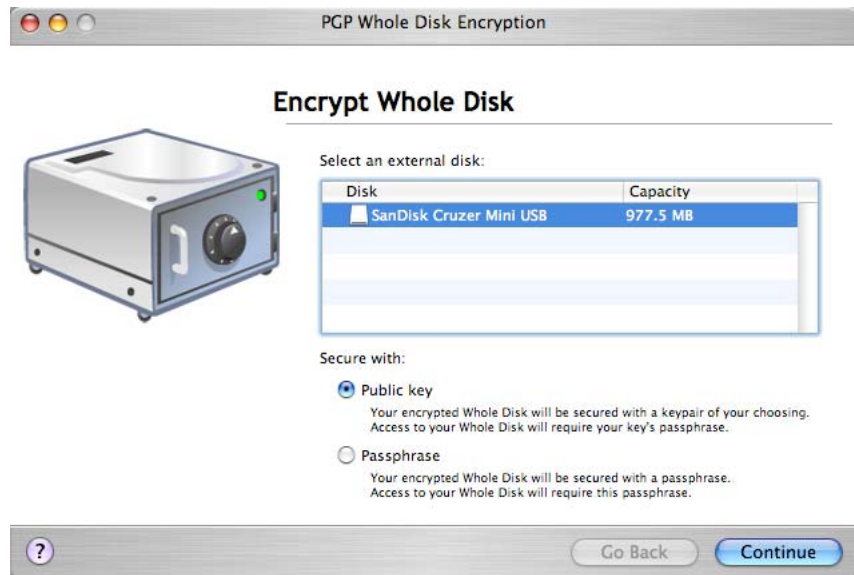 PGP Whole Disk Encryption
Encrypt Whole Disk
Select an external disk:
Disk Capacity
SanDisk Cruzer Mini USB 977.5 MB
Secure with:
Public key
Your encrypted Whole Disk will be secured with a keypair of your choosing.
Access to your Whole Disk will require your key's passphrase.
Passphrase
Your encrypted Whole Disk will be secured with a passphrase.
Access to your Whole Disk will require this passphrase.
? Go Back Continue